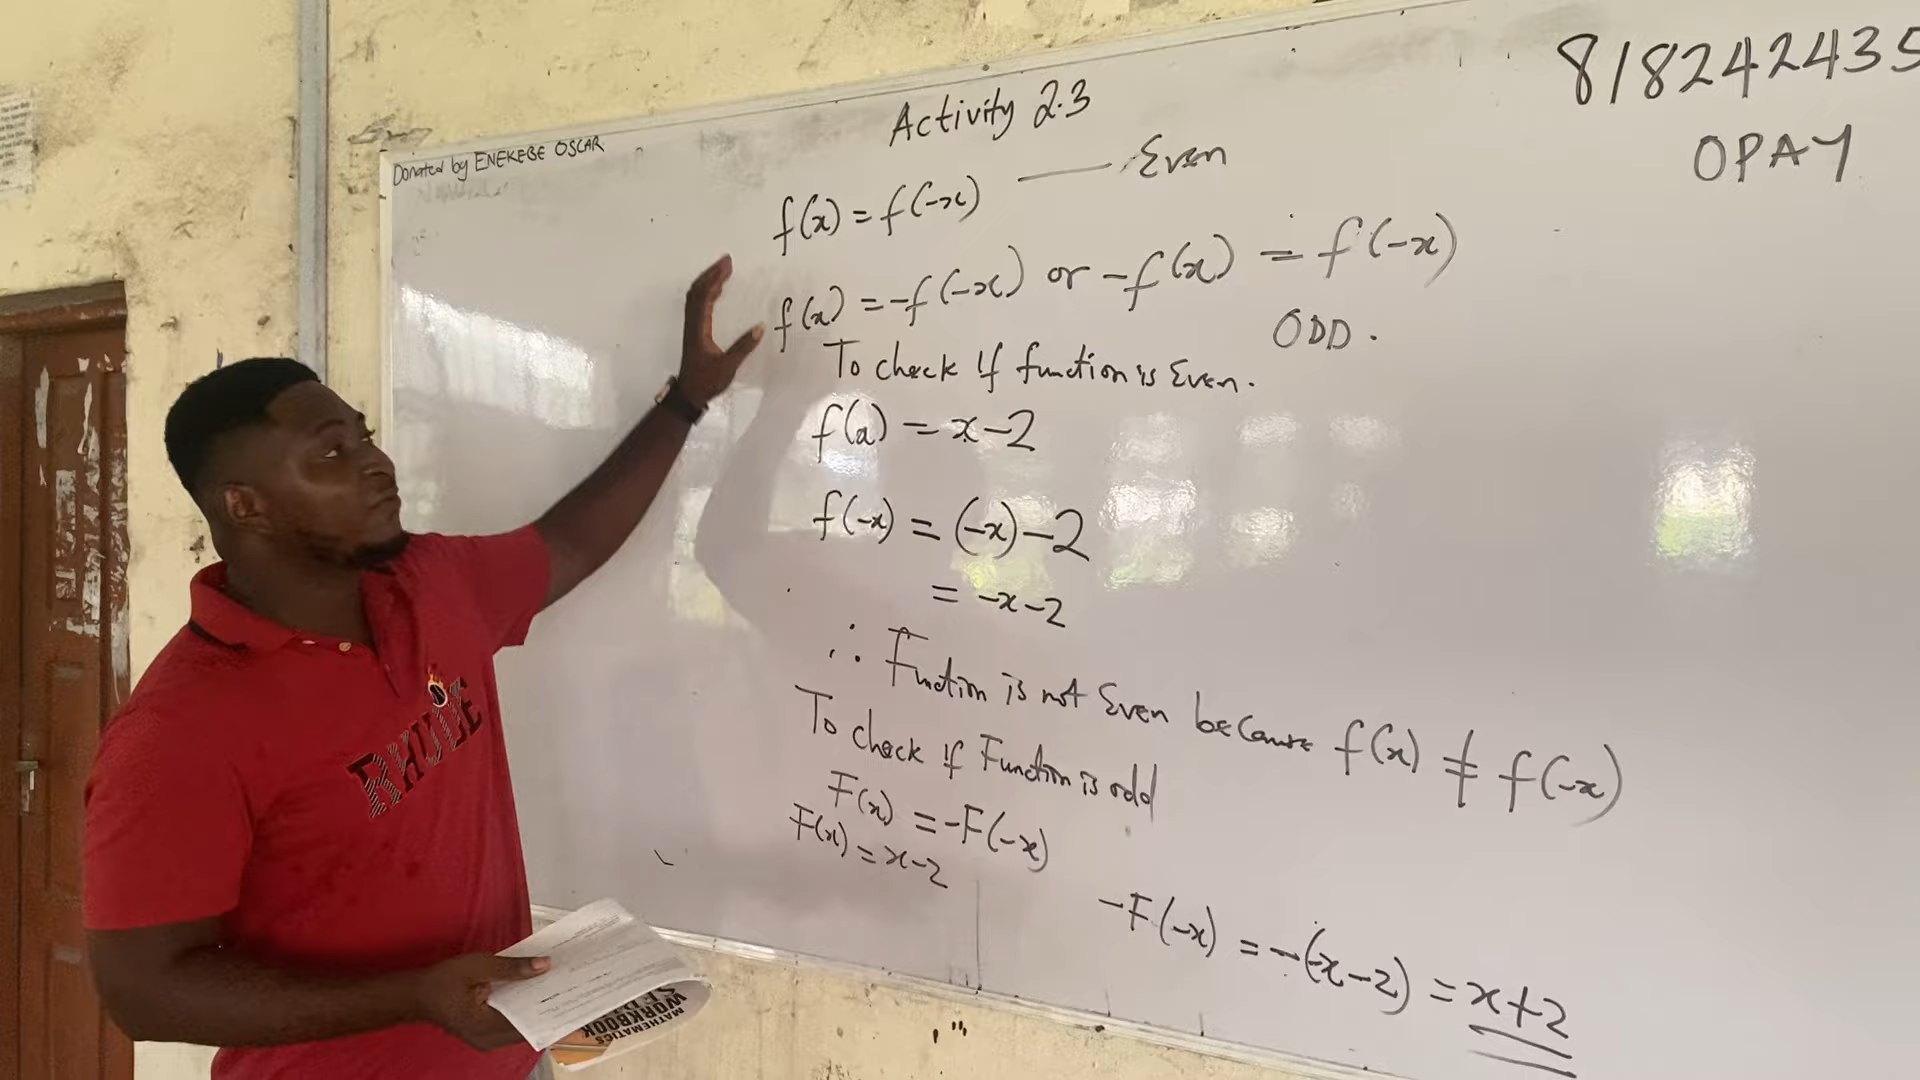 Donated by ENEKEBE OSCAR
Activity 2.3
818242435
OPAY
f(x) = f(-x) —— Even
f(x) = -f(-x) or -f(x) = f(-x)
ODD.
To check if function is Even.
f(x) = x-2
f(-x) = (-x)-2
= -x-2
∴ Function is not Even because f(x) ≠ f(-x)
To check if Function is odd
F(x) = -F(-x)
F(x) = x-2
-F(-x) = -(-x-2) = x+2
RHUDE
MATHEMATICS
WORKBOOK